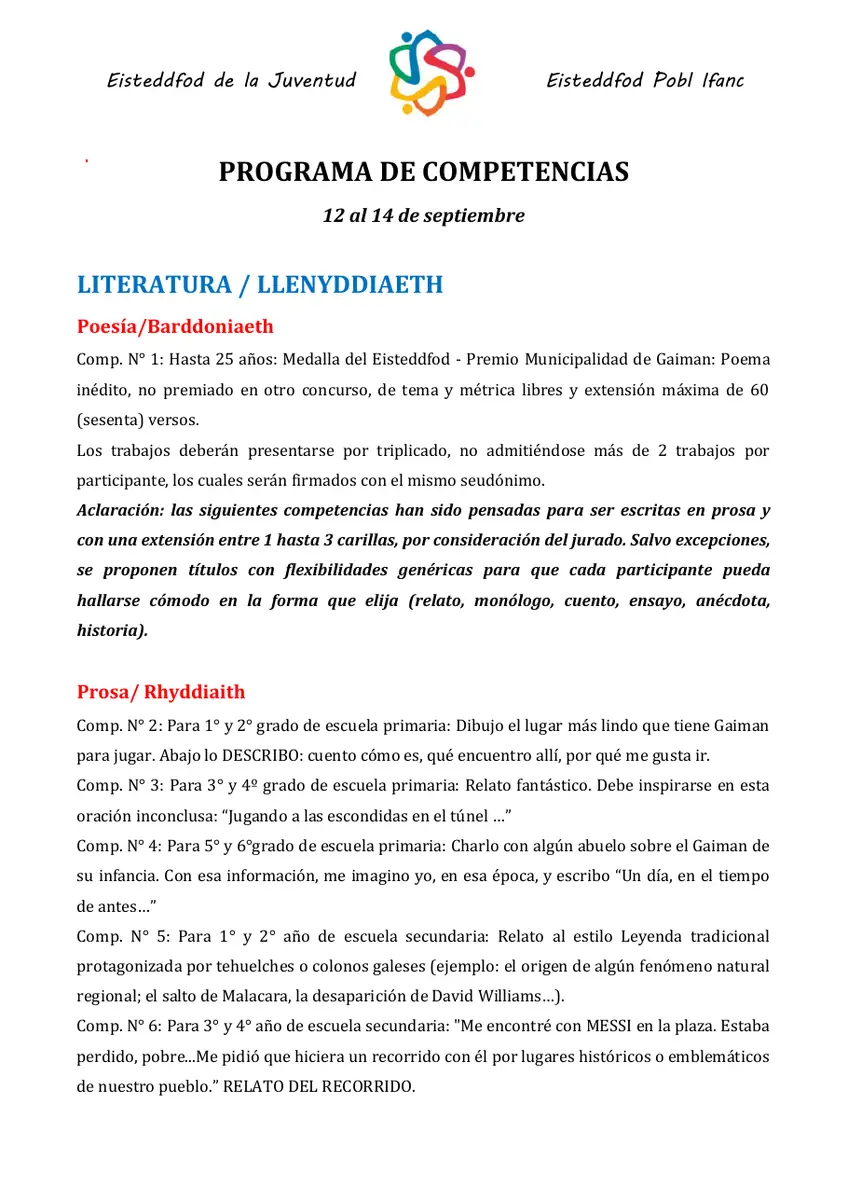 Eisteddfod de la Juventud
Eisteddfod Pobl Ifanc
PROGRAMA DE COMPETENCIAS
12 al 14 de septiembre
LITERATURA / LLENYDDIAETH
Poesía/Barddoniaeth
Comp. N° 1: Hasta 25 años: Medalla del Eisteddfod - Premio Municipalidad de Gaiman: Poema
inédito, no premiado en otro concurso, de tema y métrica libres y extensión máxima de 60
(sesenta) versos.
Los trabajos deberán presentarse por triplicado, no admitiéndose más de 2 trabajos por
participante, los cuales serán firmados con el mismo seudónimo.
Aclaración: las siguientes competencias han sido pensadas para ser escritas en prosa y
con una extensión entre 1 hasta 3 carillas, por consideración del jurado. Salvo excepciones,
se proponen títulos con flexibilidades genéricas para que cada participante pueda
hallarse cómodo en la forma que elija (relato, monólogo, cuento, ensayo, anécdota,
historia).
Prosa/ Rhyddiaith
Comp. N° 2: Para 1° y 2° grado de escuela primaria: Dibujo el lugar más lindo que tiene Gaiman
para jugar. Abajo lo DESCRIBO: cuento cómo es, qué encuentro allí, por qué me gusta ir.
Comp. N° 3: Para 3° y 4º grado de escuela primaria: Relato fantástico. Debe inspirarse en esta
oración inconclusa: “Jugando a las escondidas en el túnel …”
Comp. N° 4: Para 5° y 6°grado de escuela primaria: Charlo con algún abuelo sobre el Gaiman de
su infancia. Con esa información, me imagino yo, en esa época, y escribo “Un día, en el tiempo
de antes…”
Comp. N° 5: Para 1° y 2° año de escuela secundaria: Relato al estilo Leyenda tradicional
protagonizada por tehuelches o colonos galeses (ejemplo: el origen de algún fenómeno natural
regional; el salto de Malacara, la desaparición de David Williams…).
Comp. N° 6: Para 3° y 4° año de escuela secundaria: "Me encontré con MESSI en la plaza. Estaba
perdido, pobre...Me pidió que hiciera un recorrido con él por lugares históricos o emblemáticos
de nuestro pueblo.” RELATO DEL RECORRIDO.